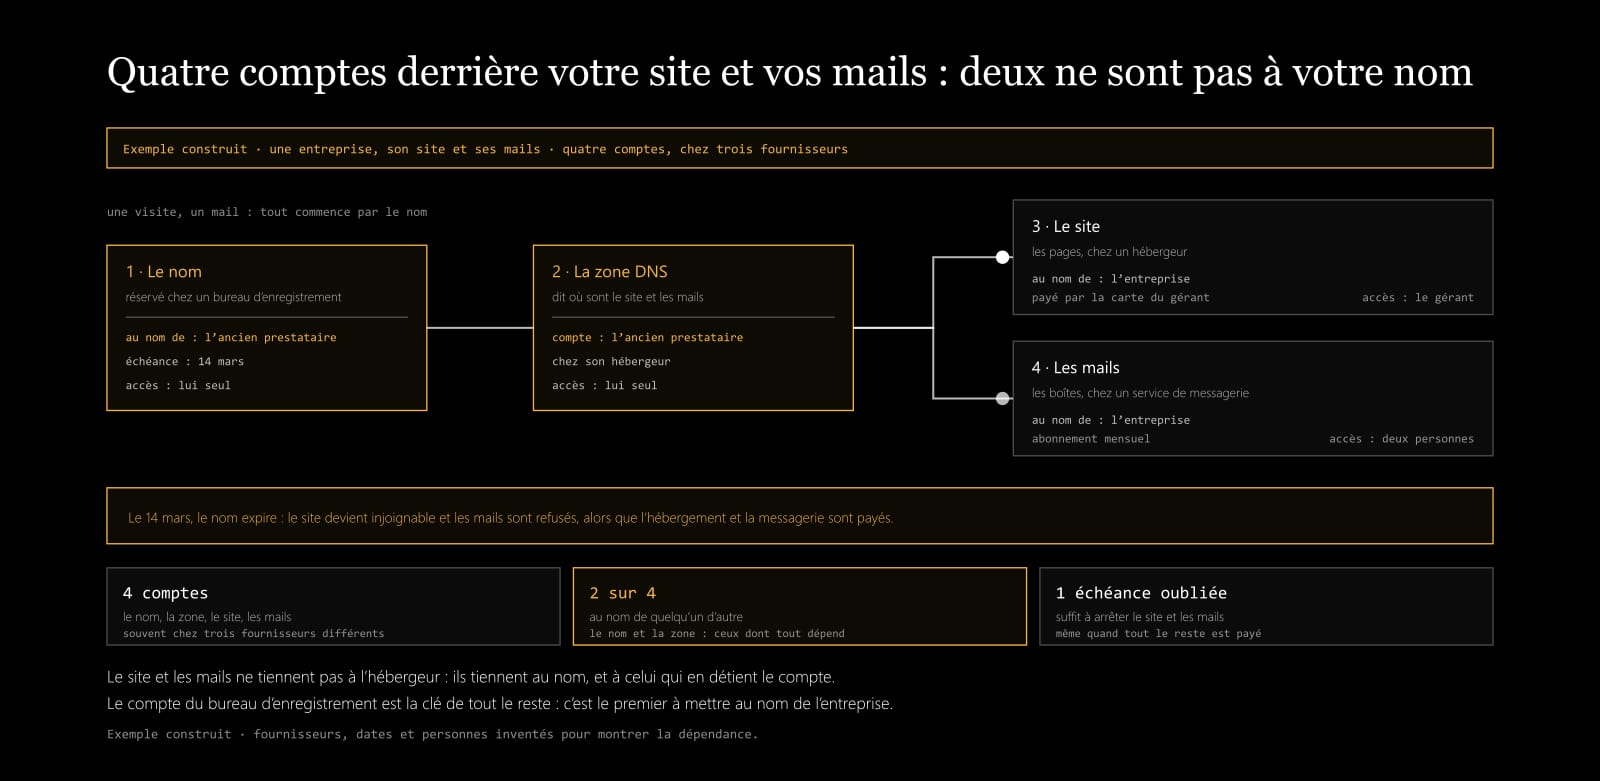 Quatre comptes derrière votre site et vos mails : deux ne sont pas à votre nom
Exemple construit · une entreprise, son site et ses mails · quatre comptes, chez trois fournisseurs
une visite, un mail : tout commence par le nom
1 · Le nom
réservé chez un bureau d’enregistrement
au nom de : l’ancien prestataire
échéance : 14 mars
accès : lui seul
2 · La zone DNS
dit où sont le site et les mails
compte : l’ancien prestataire
chez son hébergeur
accès : lui seul
3 · Le site
les pages, chez un hébergeur
au nom de : l’entreprise
payé par la carte du gérant
accès : le gérant
4 · Les mails
les boîtes, chez un service de messagerie
au nom de : l’entreprise
abonnement mensuel
accès : deux personnes
Le 14 mars, le nom expire : le site devient injoignable et les mails sont refusés, alors que l’hébergement et la messagerie sont payés.
4 comptes
le nom, la zone, le site, les mails
souvent chez trois fournisseurs différents
2 sur 4
au nom de quelqu’un d’autre
le nom et la zone : ceux dont tout dépend
1 échéance oubliée
suffit à arrêter le site et les mails
même quand tout le reste est payé
Le site et les mails ne tiennent pas à l’hébergeur : ils tiennent au nom, et à celui qui en détient le compte.
Le compte du bureau d’enregistrement est la clé de tout le reste : c’est le premier à mettre au nom de l’entreprise.
Exemple construit · fournisseurs, dates et personnes inventés pour montrer la dépendance.